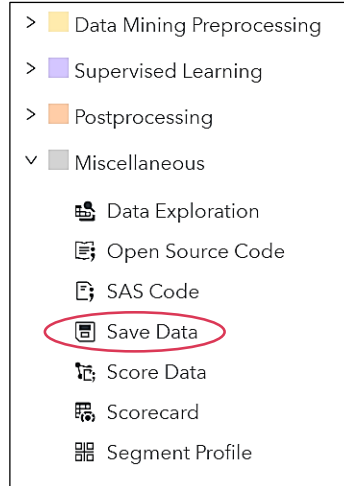 Data Mining Preprocessing
Supervised Learning
Postprocessing
Miscellaneous
Data Exploration
Open Source Code
SAS Code
Save Data
Score Data
Scorecard
Segment Profile